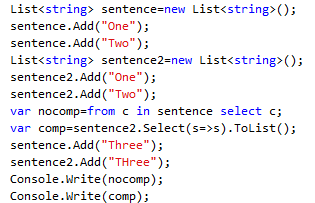 List<string> sentence=new List<string>();
sentence.Add("One");
sentence.Add("Two");
List<string> sentence2=new List<string>();
sentence2.Add("One");
sentence2.Add("Two");
var nocomp=from c in sentence select c;
var comp=sentence2.Select(s=>s).ToList();
sentence.Add("Three");
sentence2.Add("THree");
Console.Write(nocomp);
Console.Write(comp);